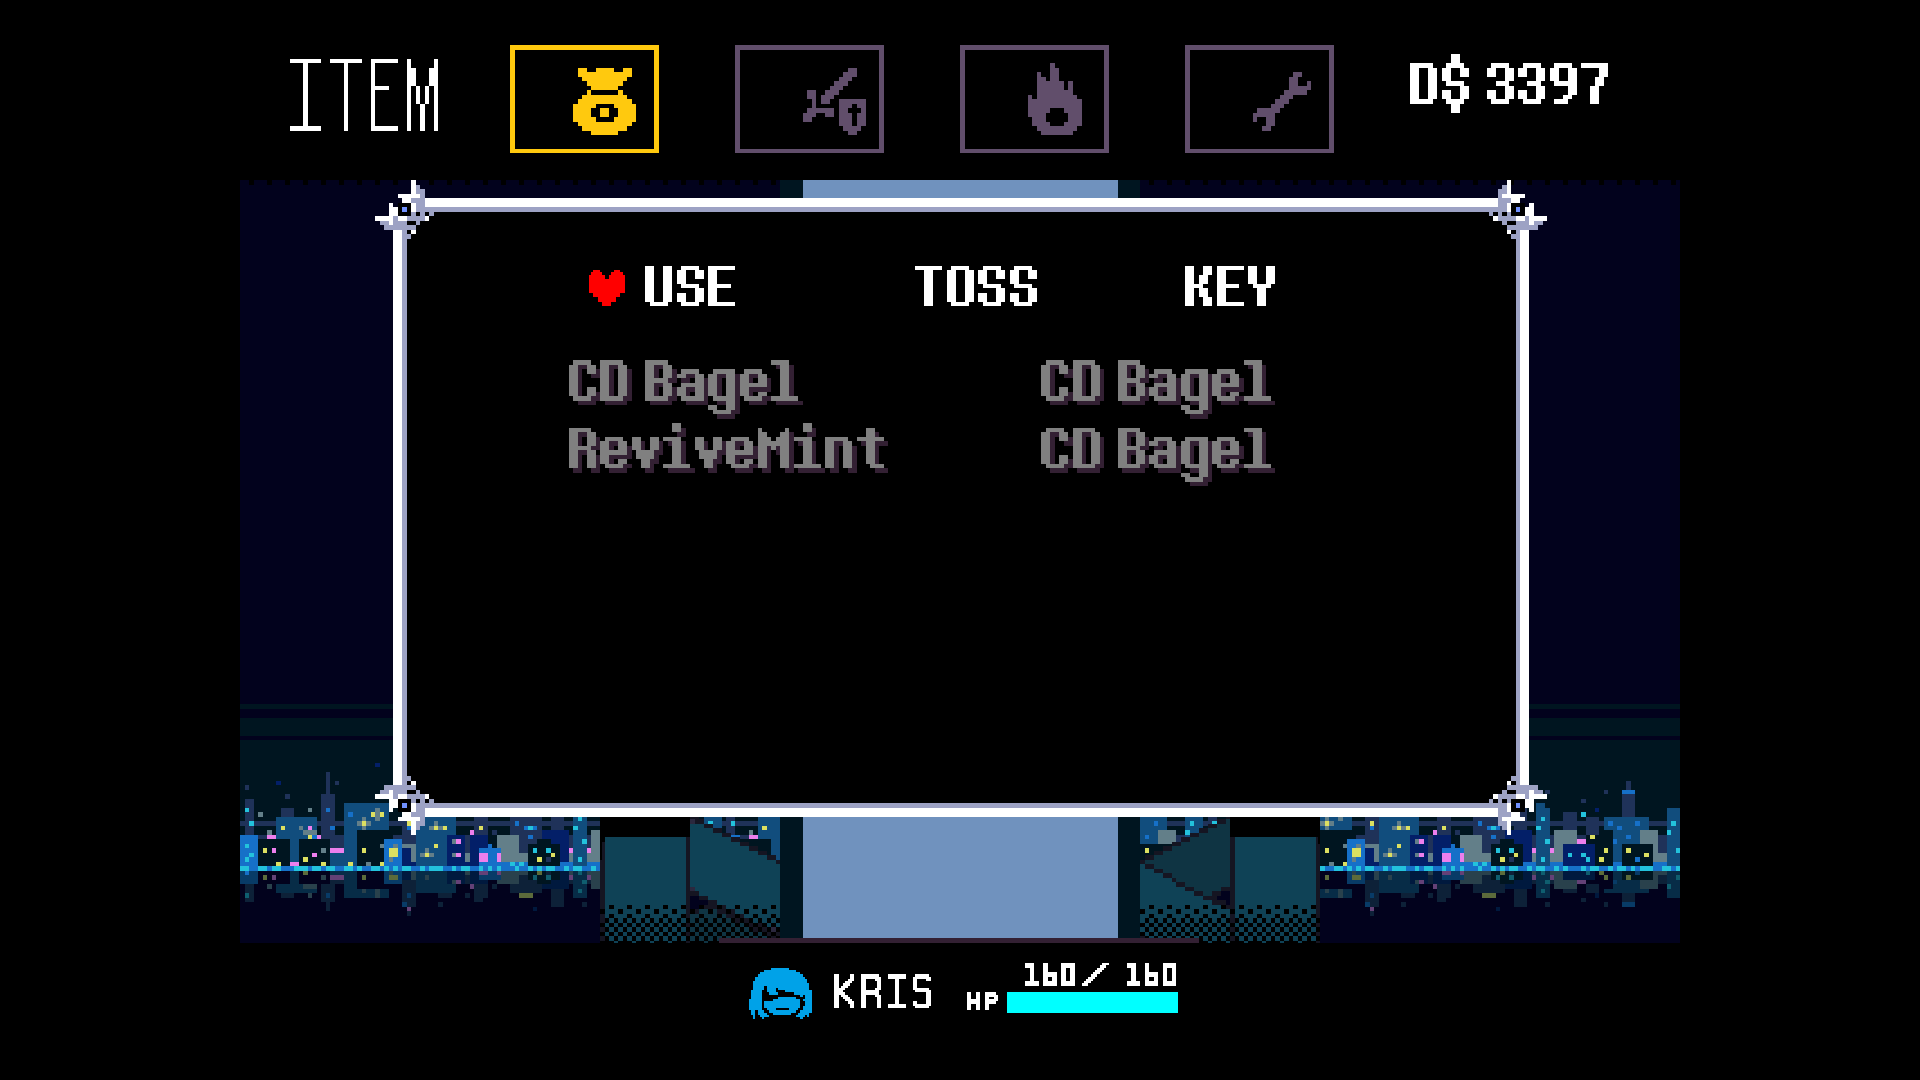 ITEM D$ 3397
USE TOSS KEY
CD Bagel CD Bagel
ReviveMint CD Bagel
KRIS HP 160/ 160